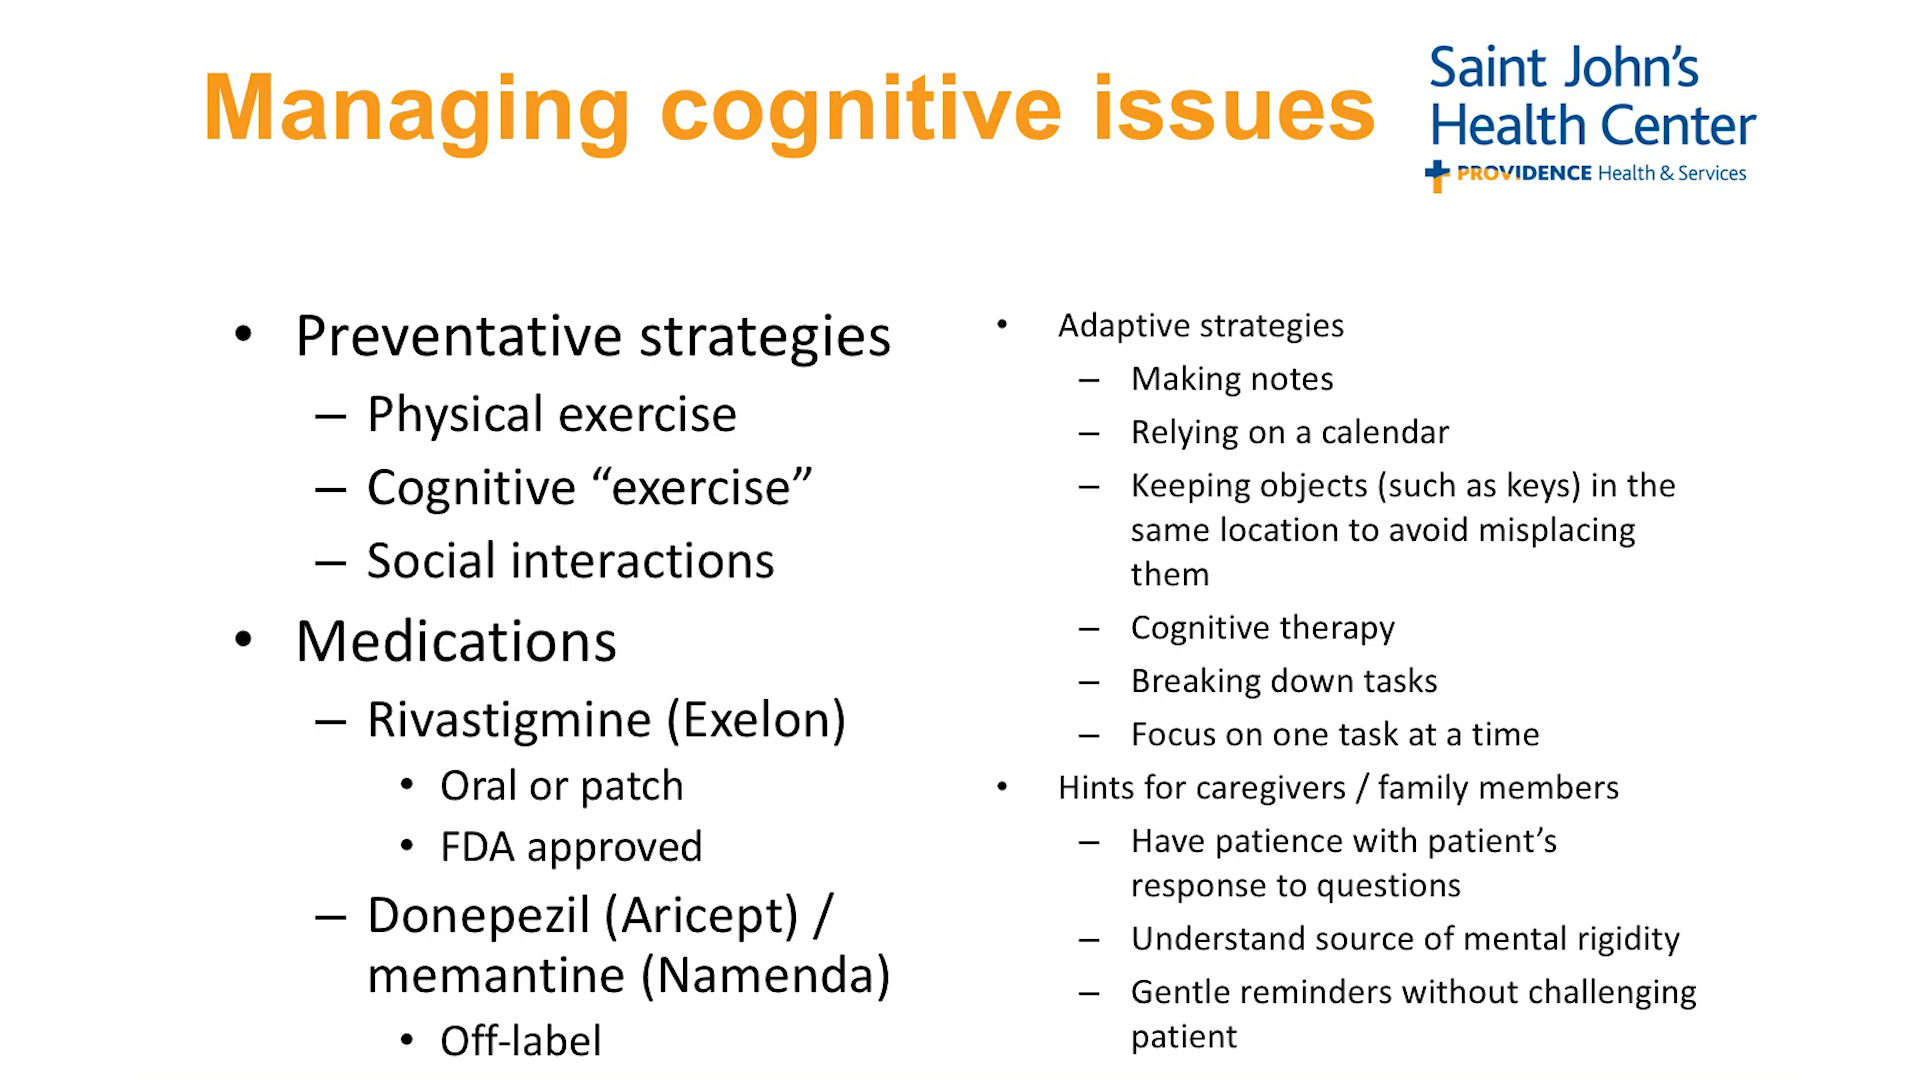 Managing cognitive issues
Saint John's
Health Center
PROVIDENCE Health & Services
• Preventative strategies
– Physical exercise
– Cognitive “exercise”
– Social interactions
• Medications
– Rivastigmine (Exelon)
• Oral or patch
• FDA approved
– Donepezil (Aricept) /
memantine (Namenda)
• Off-label
• Adaptive strategies
– Making notes
– Relying on a calendar
– Keeping objects (such as keys) in the
same location to avoid misplacing
them
– Cognitive therapy
– Breaking down tasks
– Focus on one task at a time
• Hints for caregivers / family members
– Have patience with patient’s
response to questions
– Understand source of mental rigidity
– Gentle reminders without challenging
patient